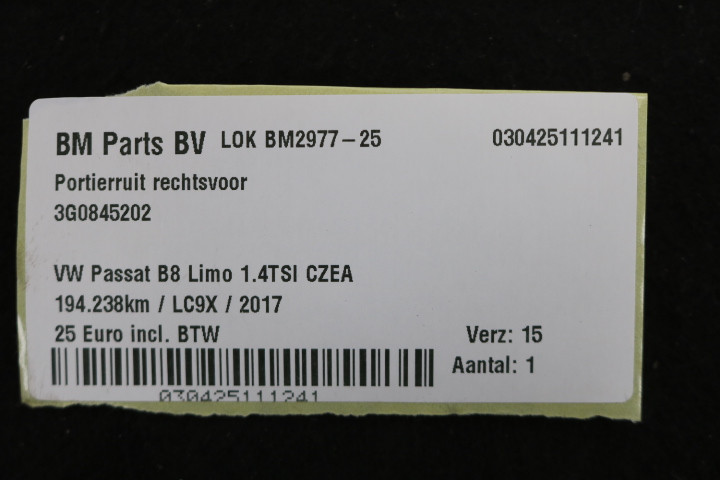 BM Parts BV LOK BM2977-25 030425111241
Portierruit rechtsvoor
3G0845202
VW Passat B8 Limo 1.4TSI CZEA
194.238km / LC9X / 2017
25 Euro incl. BTW Verz: 15
Aantal: 1
030425111241